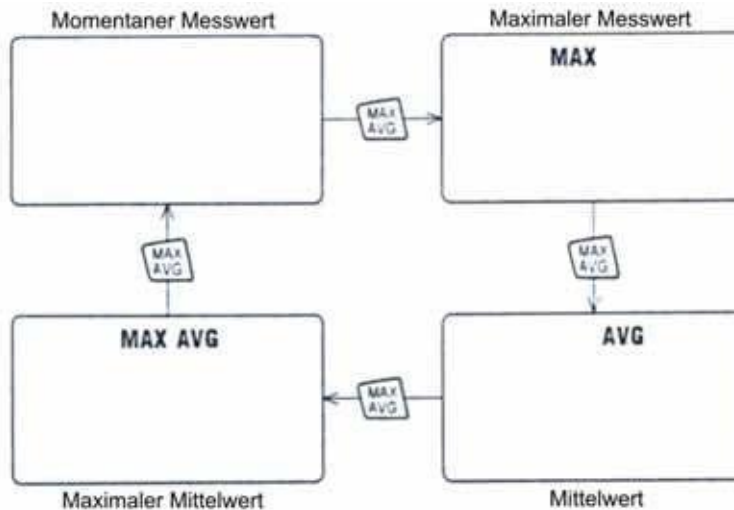 Momentaner Messwert
Maximaler Messwert
MAX
MAX
AVG
MAX
AVG
MAX
AVG
MAX AVG
AVG
MAX
AVG
Maximaler Mittelwert
Mittelwert